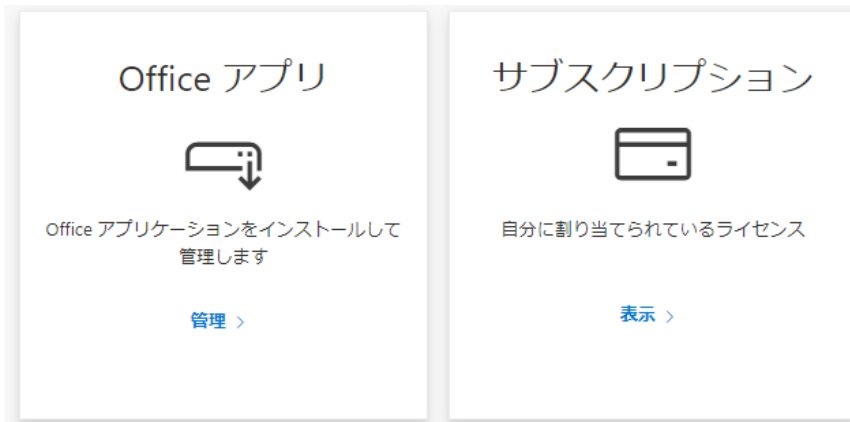 Office アプリ
Office アプリケーションをインストールして
管理します
管理 >
サブスクリプション
自分に割り当てられているライセンス
表示 >